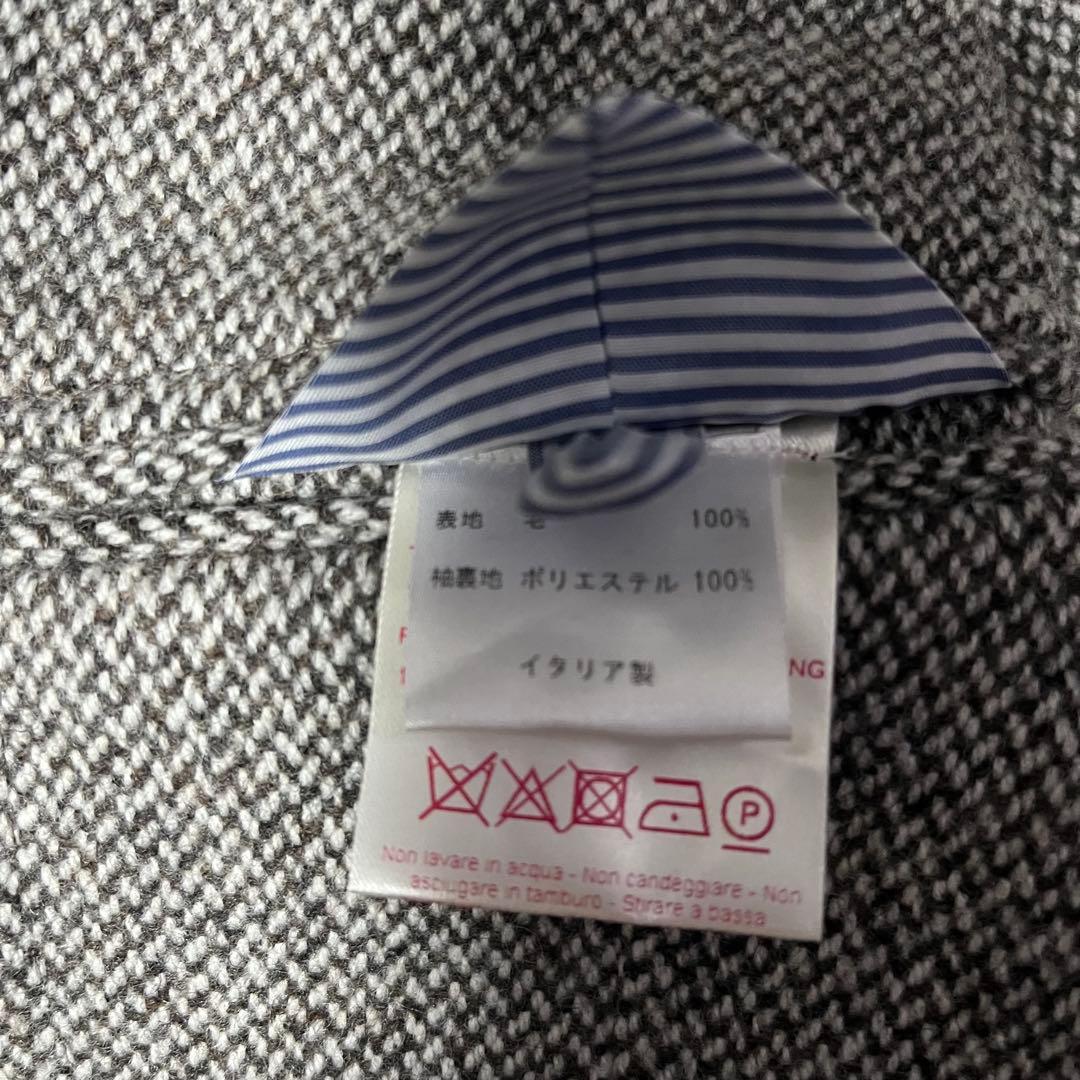 表地 毛 100%
袖裏地 ポリエステル 100%
イタリア製
NG
P
Non lavare in acqua - Non candeggiare - Non
asciugare in tamburo - Stirare a bassa